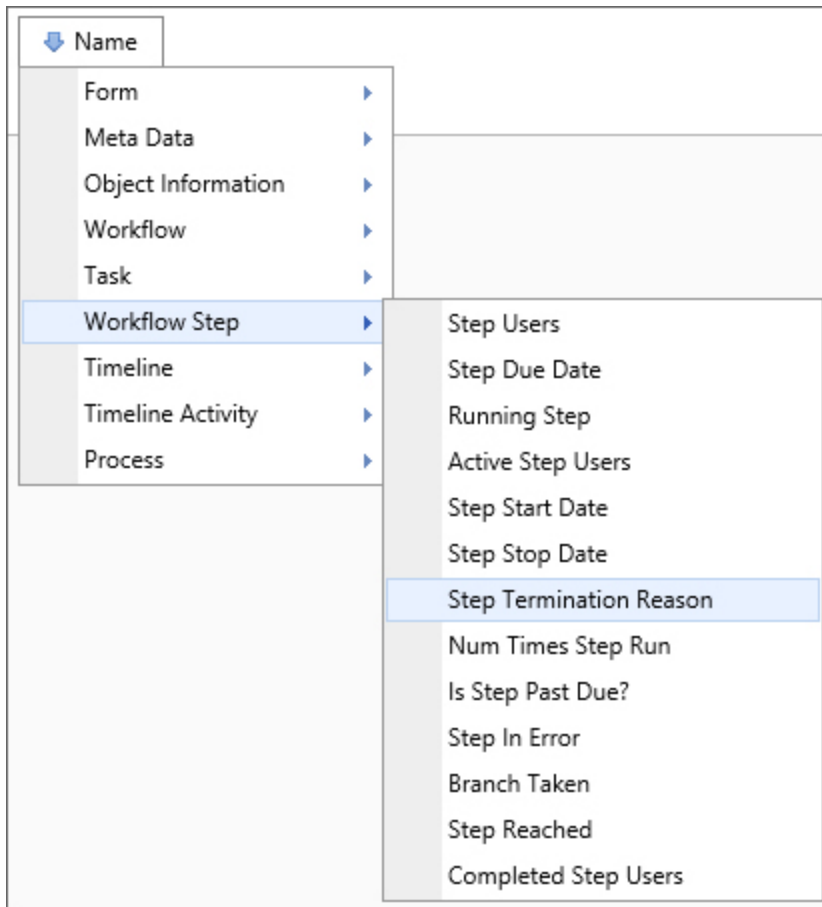 Name
Form
Meta Data
Object Information
Workflow
Task
Workflow Step
Timeline
Timeline Activity
Process
Step Users
Step Due Date
Running Step
Active Step Users
Step Start Date
Step Stop Date
Step Termination Reason
Num Times Step Run
Is Step Past Due?
Step In Error
Branch Taken
Step Reached
Completed Step Users